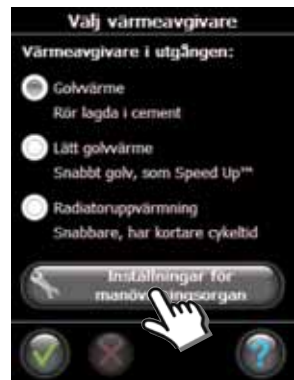 Välj värmeavgivare
Värmeavgivare i utgången:
Golvvärme
Rör lagda i cement
Lätt golvvärme
Snabbt golv, som Speed Up™
Radiatoruppvärmning
Snabbare, har kortare cykeltid
Inställningar för
?